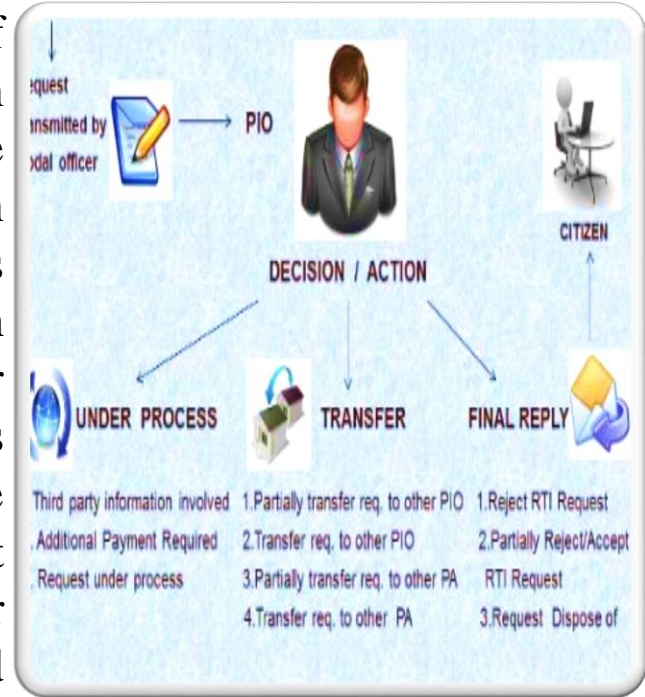 equest
ansmitted by
odal officer
PIO
CITIZEN
DECISION / ACTION
UNDER PROCESS
Third party information involved
. Additional Payment Required
. Request under process
TRANSFER
1.Partially transfer req. to other PIO
2.Transfer req. to other PIO
3.Partially transfer req. to other PA
4.Transfer req. to other PA
FINAL REPLY
1.Reject RTI Request
2.Partially Reject/Accept
RTI Request
3.Request Dispose of